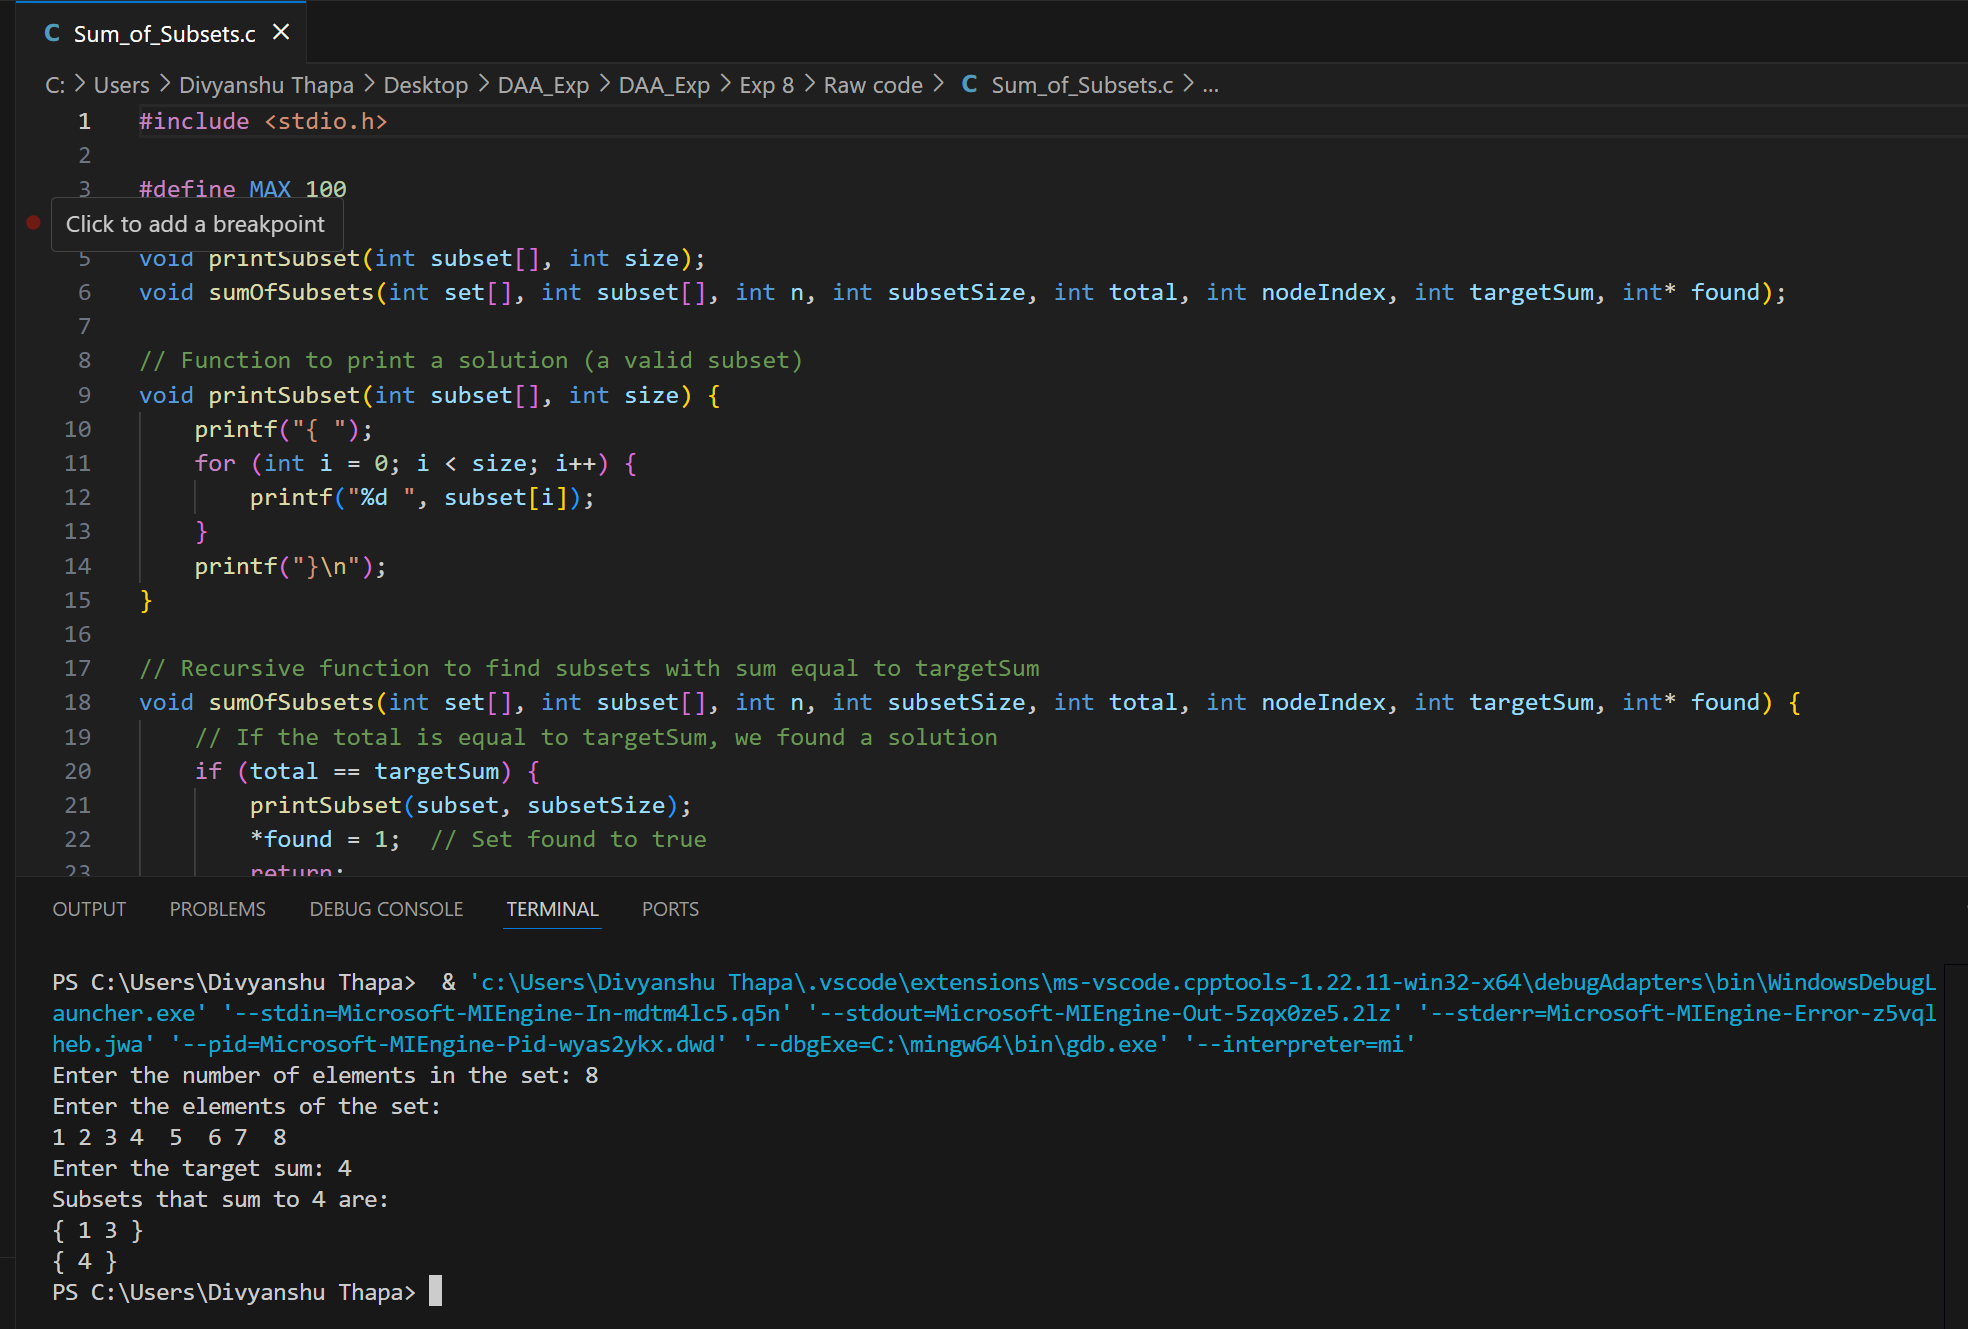 C Sum_of_Subsets.c ×
C: > Users > Divyanshu Thapa > Desktop > DAA_Exp > DAA_Exp > Exp 8 > Raw code > C Sum_of_Subsets.c > ...
1 #include <stdio.h>
2
3 #define MAX 100
Click to add a breakpoint
5 void printSubset(int subset[], int size);
6 void sumOfSubsets(int set[], int subset[], int n, int subsetSize, int total, int nodeIndex, int targetSum, int* found);
7
8 // Function to print a solution (a valid subset)
9 void printSubset(int subset[], int size) {
10 printf("{ ");
11 for (int i = 0; i < size; i++) {
12 printf("%d ", subset[i]);
13 }
14 printf("}\n");
15 }
16
17 // Recursive function to find subsets with sum equal to targetSum
18 void sumOfSubsets(int set[], int subset[], int n, int subsetSize, int total, int nodeIndex, int targetSum, int* found) {
19 // If the total is equal to targetSum, we found a solution
20 if (total == targetSum) {
21 printSubset(subset, subsetSize);
22 *found = 1; // Set found to true
23 return;
OUTPUT PROBLEMS DEBUG CONSOLE TERMINAL PORTS
PS C:\Users\Divyanshu Thapa> & 'c:\Users\Divyanshu Thapa\.vscode\extensions\ms-vscode.cpptools-1.22.11-win32-x64\debugAdapters\bin\WindowsDebugL
auncher.exe' '--stdin=Microsoft-MIEngine-In-mdtm4lc5.q5n' '--stdout=Microsoft-MIEngine-Out-5zqx0ze5.2lz' '--stderr=Microsoft-MIEngine-Error-z5vql
heb.jwa' '--pid=Microsoft-MIEngine-Pid-wyas2ykx.dwd' '--dbgExe=C:\mingw64\bin\gdb.exe' '--interpreter=mi'
Enter the number of elements in the set: 8
Enter the elements of the set:
1 2 3 4  5  6 7  8
Enter the target sum: 4
Subsets that sum to 4 are:
{ 1 3 }
{ 4 }
PS C:\Users\Divyanshu Thapa>